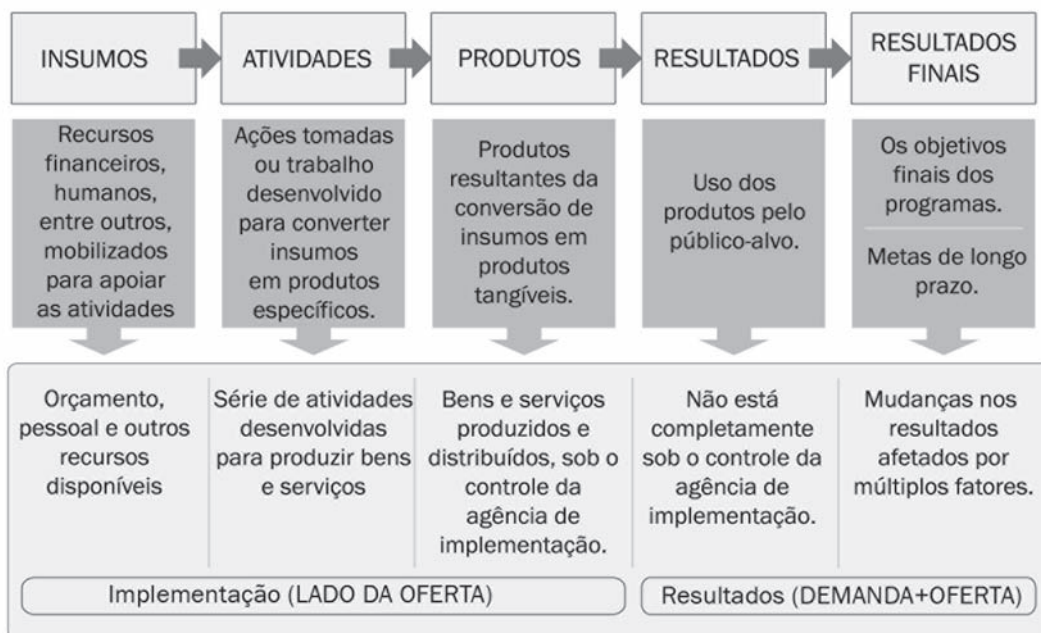 INSUMOS
ATIVIDADES
PRODUTOS
RESULTADOS
RESULTADOS
FINAIS
Recursos
financeiros,
humanos,
entre outros,
mobilizados
para apoiar
as atividades
Ações tomadas
ou trabalho
desenvolvido
para converter
insumos
em produtos
específicos.
Produtos
resultantes da
conversão de
insumos em
produtos
tangíveis.
Uso dos
produtos pelo
público-alvo.
Os objetivos
finais dos
programas.
Metas de longo
prazo.
Orçamento,
pessoal e outros
recursos
disponíveis
Série de atividades
desenvolvidas
para produzir bens
e serviços
Bens e serviços
produzidos e
distribuídos, sob o
controle da
agência de
implementação.
Não está
completamente
sob o controle da
agência de
implementação.
Mudanças nos
resultados
afetados por
múltiplos fatores.
Implementação (LADO DA OFERTA)
Resultados (DEMANDA+OFERTA)